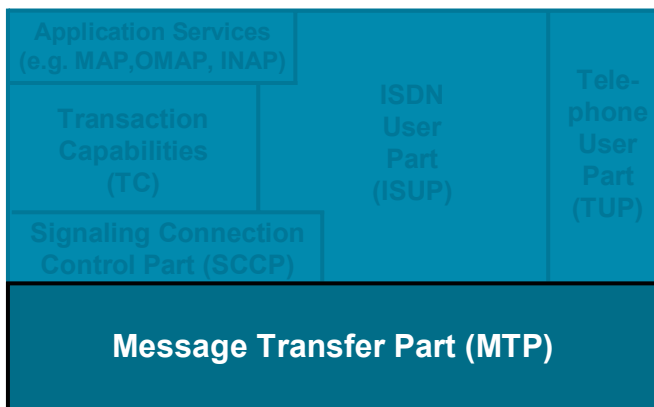 Application Services
(e.g. MAP,OMAP, INAP)
Transaction
Capabilities
(TC)
Signaling Connection
Control Part (SCCP)
ISDN
User
Part
(ISUP)
Tele-
phone
User
Part
(TUP)
Message Transfer Part (MTP)